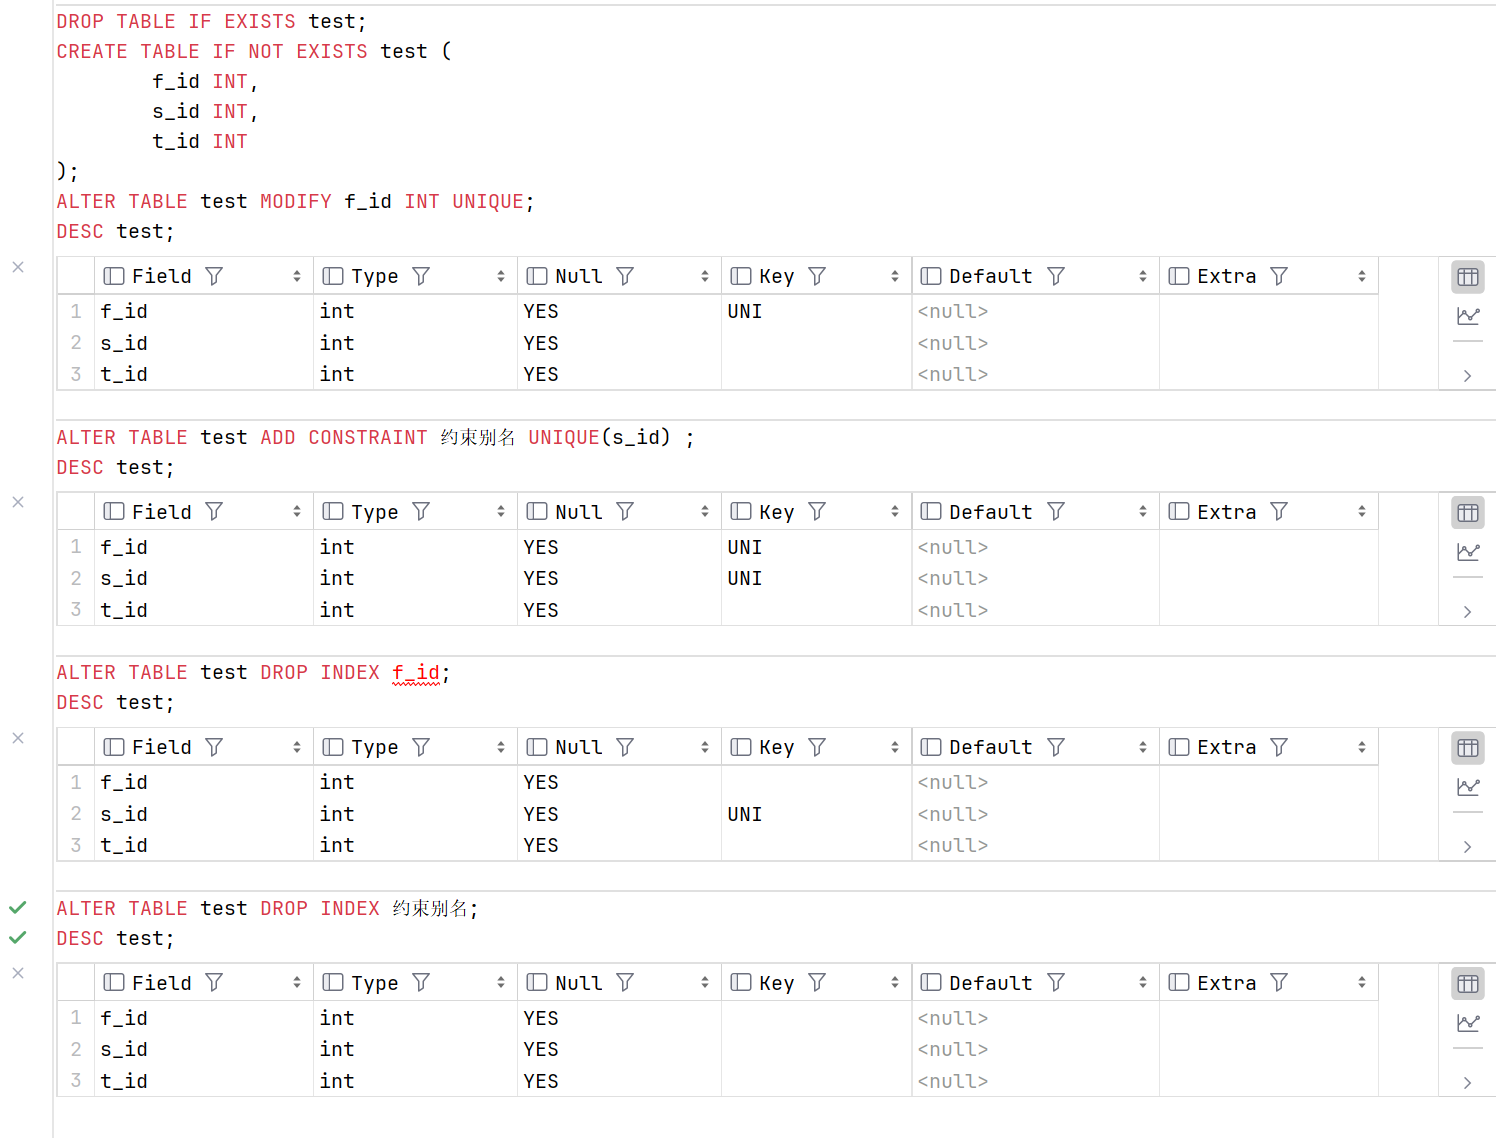 DROP TABLE IF EXISTS test;
CREATE TABLE IF NOT EXISTS test (
f_id INT,
s_id INT,
t_id INT
);
ALTER TABLE test MODIFY f_id INT UNIQUE;
DESC test;
Field Type Null Key Default Extra
1 f_id int YES UNI <null>
2 s_id int YES <null>
3 t_id int YES <null>
ALTER TABLE test ADD CONSTRAINT 约束别名 UNIQUE(s_id) ;
DESC test;
Field Type Null Key Default Extra
1 f_id int YES UNI <null>
2 s_id int YES UNI <null>
3 t_id int YES <null>
ALTER TABLE test DROP INDEX f_id;
DESC test;
Field Type Null Key Default Extra
1 f_id int YES <null>
2 s_id int YES UNI <null>
3 t_id int YES <null>
ALTER TABLE test DROP INDEX 约束别名;
DESC test;
Field Type Null Key Default Extra
1 f_id int YES <null>
2 s_id int YES <null>
3 t_id int YES <null>